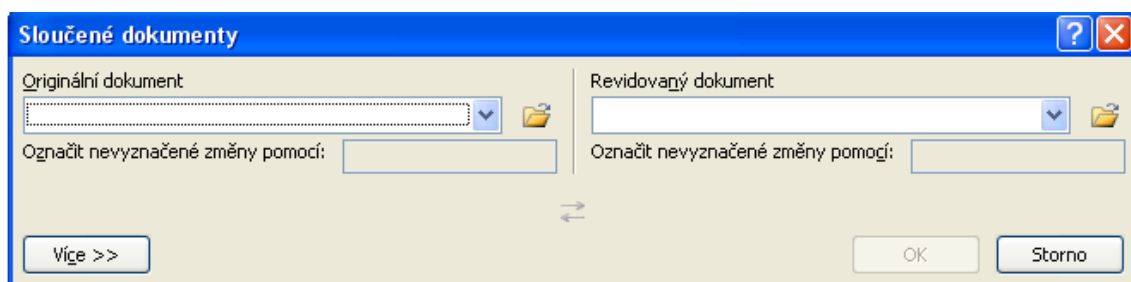 Sloučené dokumenty
Originální dokument
Revidovaný dokument
Označit nevyznačené změny pomocí:
Označit nevyznačené změny pomocí:
Více >>
OK
Storno